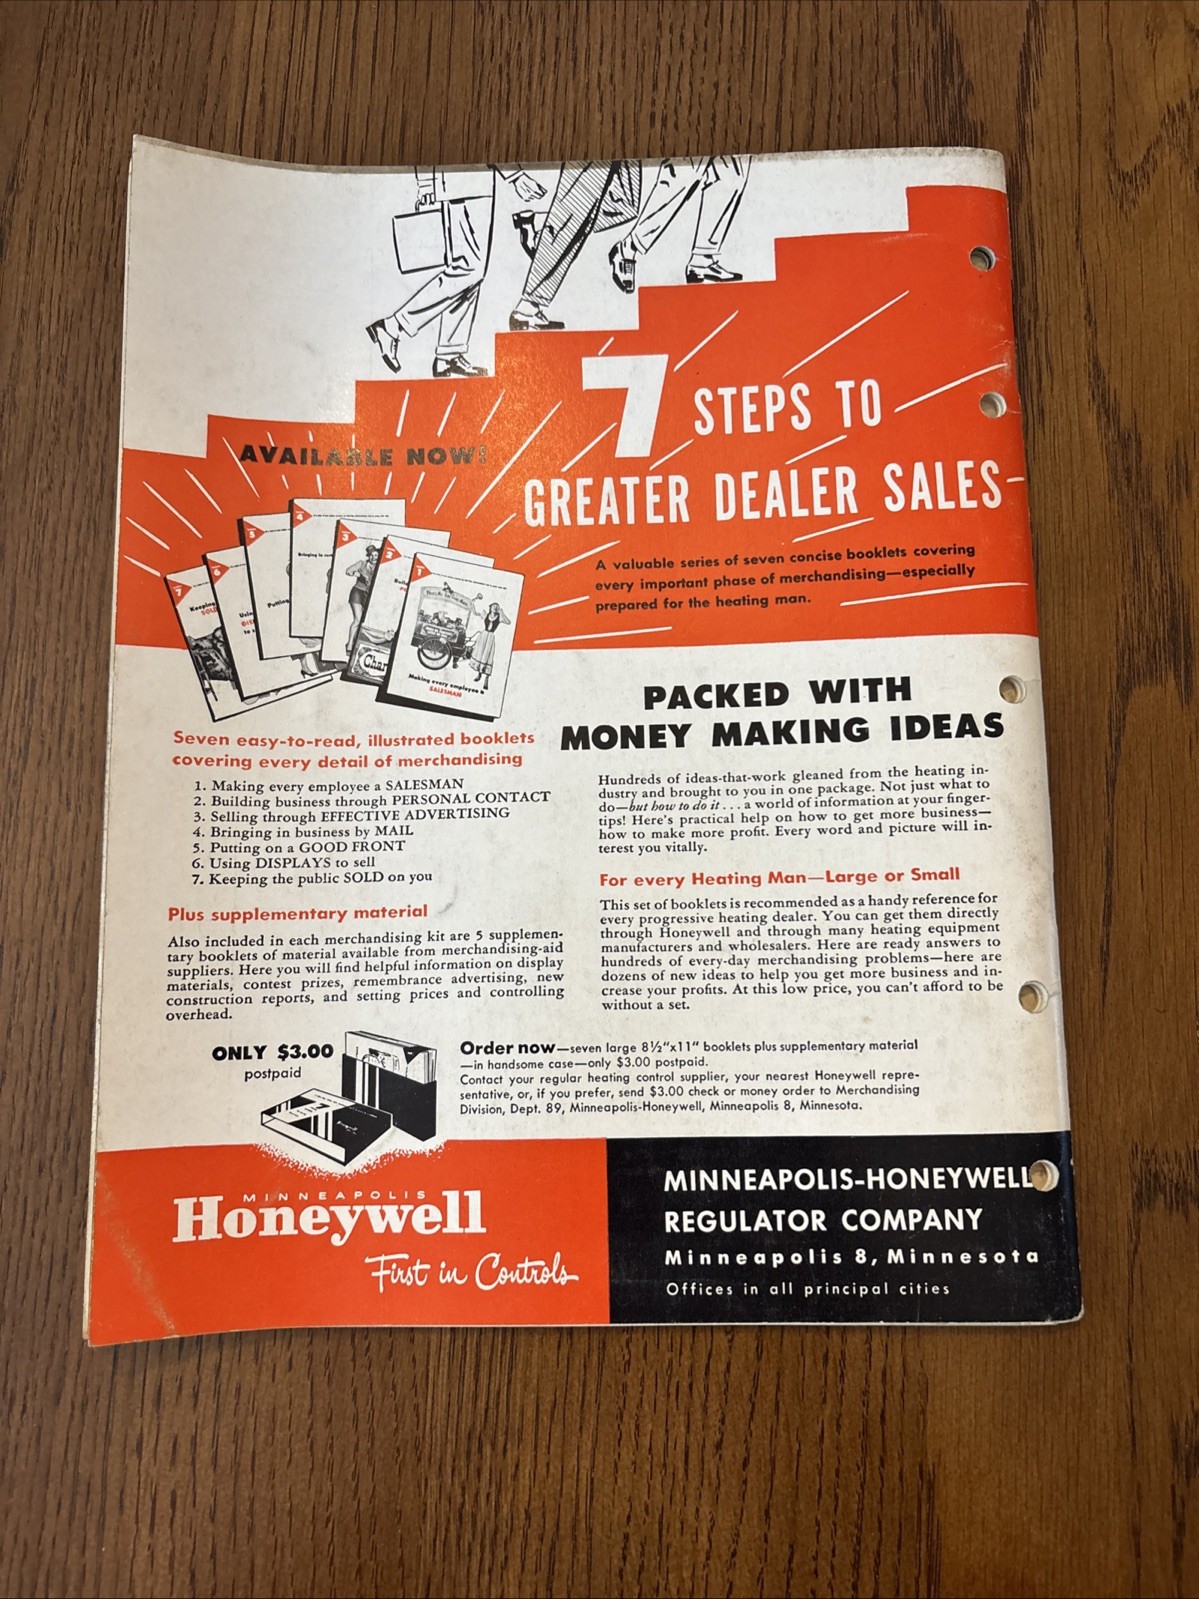 7 STEPS TO
GREATER DEALER SALES
AVAILABLE NOW!
A valuable series of seven concise booklets covering
every important phase of merchandising—especially
prepared for the heating man.
7
Keeping
SOLD
6
Using
DIS
to s
5
Putting
4
Bringing in
3
2
Buil
Char
1
Making every employee a
SALESMAN
Seven easy-to-read, illustrated booklets
covering every detail of merchandising
1. Making every employee a SALESMAN
2. Building business through PERSONAL CONTACT
3. Selling through EFFECTIVE ADVERTISING
4. Bringing in business by MAIL
5. Putting on a GOOD FRONT
6. Using DISPLAYS to sell
7. Keeping the public SOLD on you
Plus supplementary material
Also included in each merchandising kit are 5 supplemen-
tary booklets of material available from merchandising-aid
suppliers. Here you will find helpful information on display
materials, contest prizes, remembrance advertising, new
construction reports, and setting prices and controlling
overhead.
PACKED WITH
MONEY MAKING IDEAS
Hundreds of ideas-that-work gleaned from the heating in-
dustry and brought to you in one package. Not just what to
do—but how to do it . . . a world of information at your finger-
tips! Here's practical help on how to get more business—
how to make more profit. Every word and picture will in-
terest you vitally.
For every Heating Man—Large or Small
This set of booklets is recommended as a handy reference for
every progressive heating dealer. You can get them directly
through Honeywell and through many heating equipment
manufacturers and wholesalers. Here are ready answers to
hundreds of every-day merchandising problems—here are
dozens of new ideas to help you get more business and in-
crease your profits. At this low price, you can't afford to be
without a set.
ONLY $3.00
postpaid
Order now—seven large 8½"x11" booklets plus supplementary material
—in handsome case—only $3.00 postpaid.
Contact your regular heating control supplier, your nearest Honeywell repre-
sentative, or, if you prefer, send $3.00 check or money order to Merchandising
Division, Dept. 89, Minneapolis-Honeywell, Minneapolis 8, Minnesota.
MINNEAPOLIS
Honeywell
First in Controls
MINNEAPOLIS-HONEYWELL
REGULATOR COMPANY
Minneapolis 8, Minnesota
Offices in all principal cities